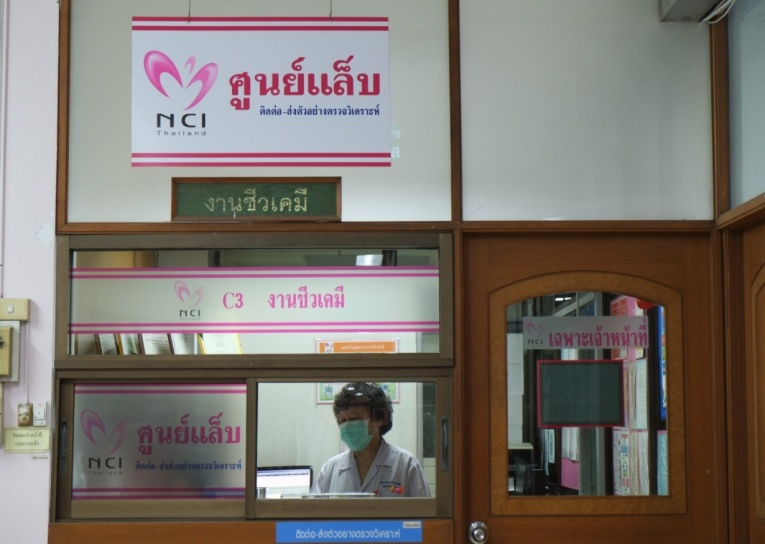 NCI
Thailand
ศูนย์แล็บ
ติดต่อ-ส่งตัวอย่างตรวจวิเคราะห์
งานชีวเคมี
NCI
C3 งานชีวเคมี
NCI
เฉพาะเจ้าหน้าที่
NCI
Thailand
ศูนย์แล็บ
ติดต่อ-ส่งตัวอย่างตรวจวิเคราะห์
ติดต่อ-ส่งตัวอย่างตรวจวิเคราะห์